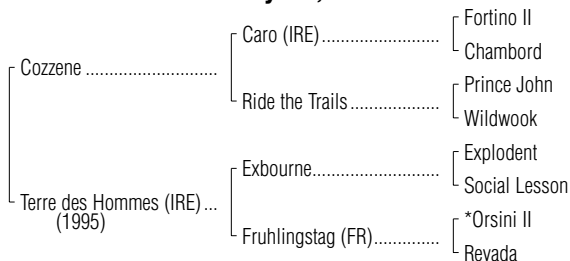 Fortino II
Caro (IRE)..............................
Chambord
Cozzene ............................
Prince John
Ride the Trails ......................
Wildwook
Explodent
Exbourne...............................
Social Lesson
Terre des Hommes (IRE) ...
(1995)
*Orsini II
Fruhlingstag (FR)................
Revada